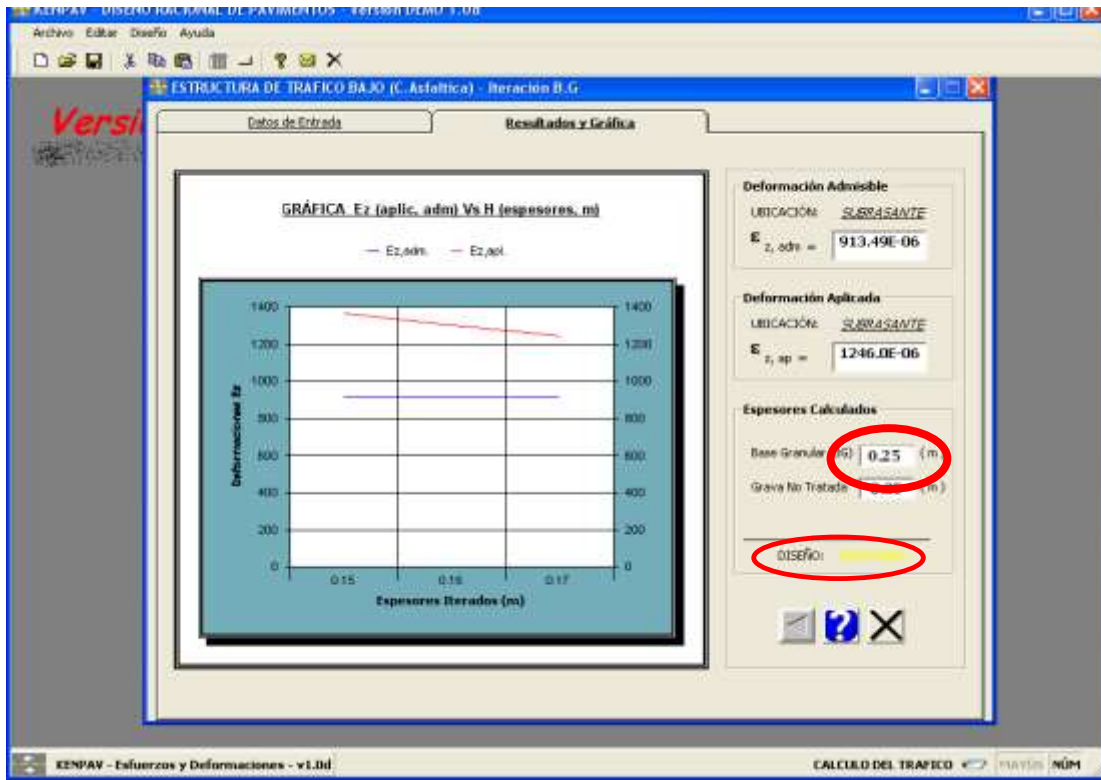 KENPAV - DISEÑO RACIONAL DE PAVIMENTOS - Versión DEMO 1.0d
Archivo Editar Diseño Ayuda
ESTRUCTURA DE TRAFICO BAJO (C. Asfaltica) - Iteración B.G
Versi
Datos de Entrada
Resultados y Gráfica
GRÁFICA Ez (aplic, adm) Vs H (espesores, m)
Ez,adm. Ez,apl.
1400 1400
1200 1200
1000 1000
800 800
600 600
400 400
200 200
0 0
0.15 0.16 0.17
Deformaciones Ez
Espesores Iterados (m)
Deformación Admisible
UBICACIÓN: SUBRASANTE
ε z, adm = 913.49E-06
Deformación Aplicada
UBICACIÓN: SUBRASANTE
ε z, ap = 1246.0E-06
Espesores Calculados
Base Granular (BG) 0.25 (m)
Grava No Tratada (m)
DISEÑO:
KENPAV - Esfuerzos y Deformaciones - v1.0d
CALCULO DEL TRAFICO MAYÚS NÚM